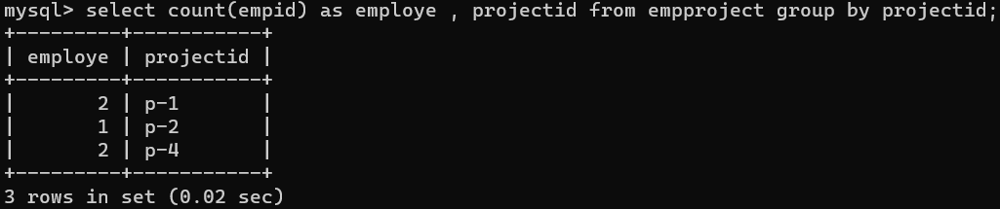 mysql> select count(empid) as employe , projectid from empproject group by projectid;
+---------+-----------+
| employe | projectid |
+---------+-----------+
|       2 | p-1       |
|       1 | p-2       |
|       2 | p-4       |
+---------+-----------+
3 rows in set (0.02 sec)